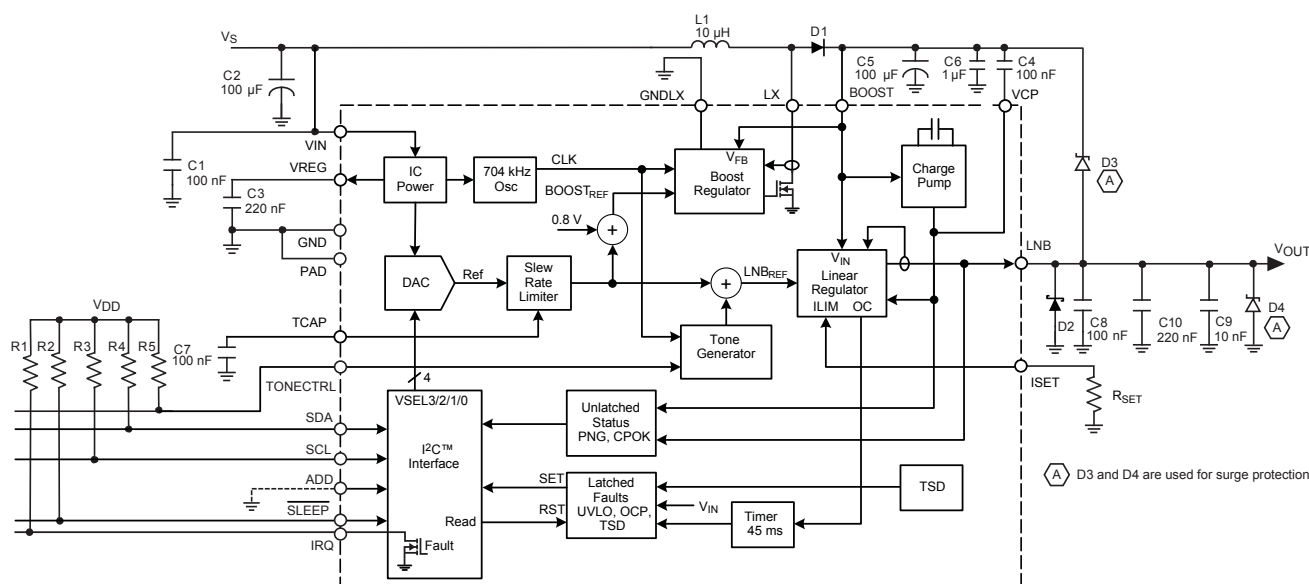 L1
10 µH
D1
VS
C2
100 µF
C5
100 µF
C6
1 µF
C4
100 nF
GNDLX
LX
BOOST
VCP
VIN
C1
100 nF
VREG
C3
220 nF
GND
PAD
IC
Power
704 kHz
Osc
CLK
BOOSTREF
0.8 V
+
VFB
Boost
Regulator
Charge
Pump
D3
A
DAC
Ref
Slew
Rate
Limiter
+
LNBREF
VIN
Linear
Regulator
ILIM OC
LNB
VOUT
D2
C8
100 nF
C10
220 nF
C9
10 nF
D4
A
VDD
R1
R2
R3
R4
R5
C7
100 nF
TCAP
TONECTRL
Tone
Generator
ISET
RSET
4
VSEL3/2/1/0
I2C™
Interface
SDA
SCL
ADD
SLEEP
IRQ
Read
Fault
Unlatched
Status
PNG, CPOK
SET
RST
Latched
Faults
UVLO, OCP,
TSD
VIN
Timer
45 ms
TSD
A D3 and D4 are used for surge protection